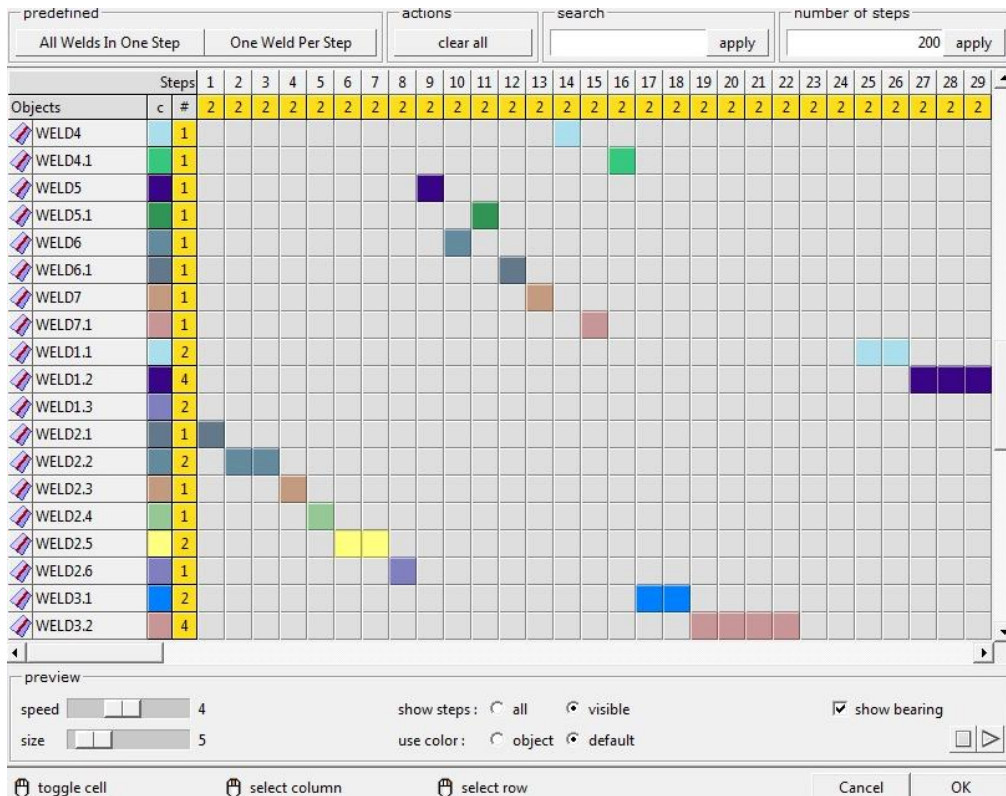 predefined actions search number of steps
All Welds In One Step One Weld Per Step clear all apply 200 apply
Steps 1 2 3 4 5 6 7 8 9 10 11 12 13 14 15 16 17 18 19 20 21 22 23 24 25 26 27 28 29
Objects c # 2 2 2 2 2 2 2 2 2 2 2 2 2 2 2 2 2 2 2 2 2 2 2 2 2 2 2 2 2
WELD4 1
WELD4.1 1
WELD5 1
WELD5.1 1
WELD6 1
WELD6.1 1
WELD7 1
WELD7.1 1
WELD1.1 2
WELD1.2 4
WELD1.3 2
WELD2.1 1
WELD2.2 2
WELD2.3 1
WELD2.4 1
WELD2.5 2
WELD2.6 1
WELD3.1 2
WELD3.2 4
preview
speed 4 show steps : all visible show bearing
size 5 use color : object default
toggle cell select column select row Cancel OK